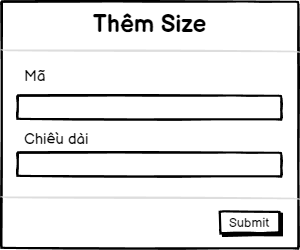 Thêm Size
Mã
Chiều dài
Submit